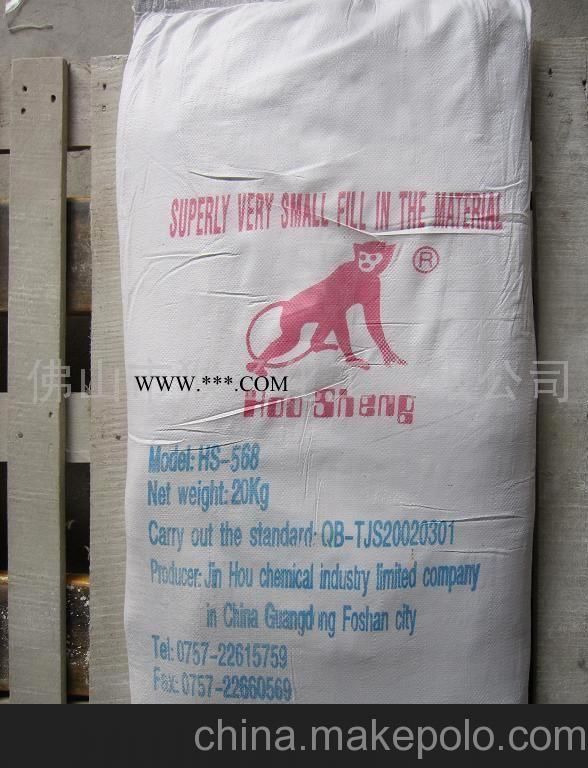 SUPERLY VERY SMALL FILL IN THE MATERIAL
®
WWW.***.COM
Hou Sheng
佛山 公司
Model: HS-568
Net weight: 20Kg
Carry out the standard: QB-TJS20020301
Producer: Jin Hou chemical industry limited company
in China Guangdong Foshan city
Tel: 0757-22615759
Fax: 0757-22660569
china.makepolo.com